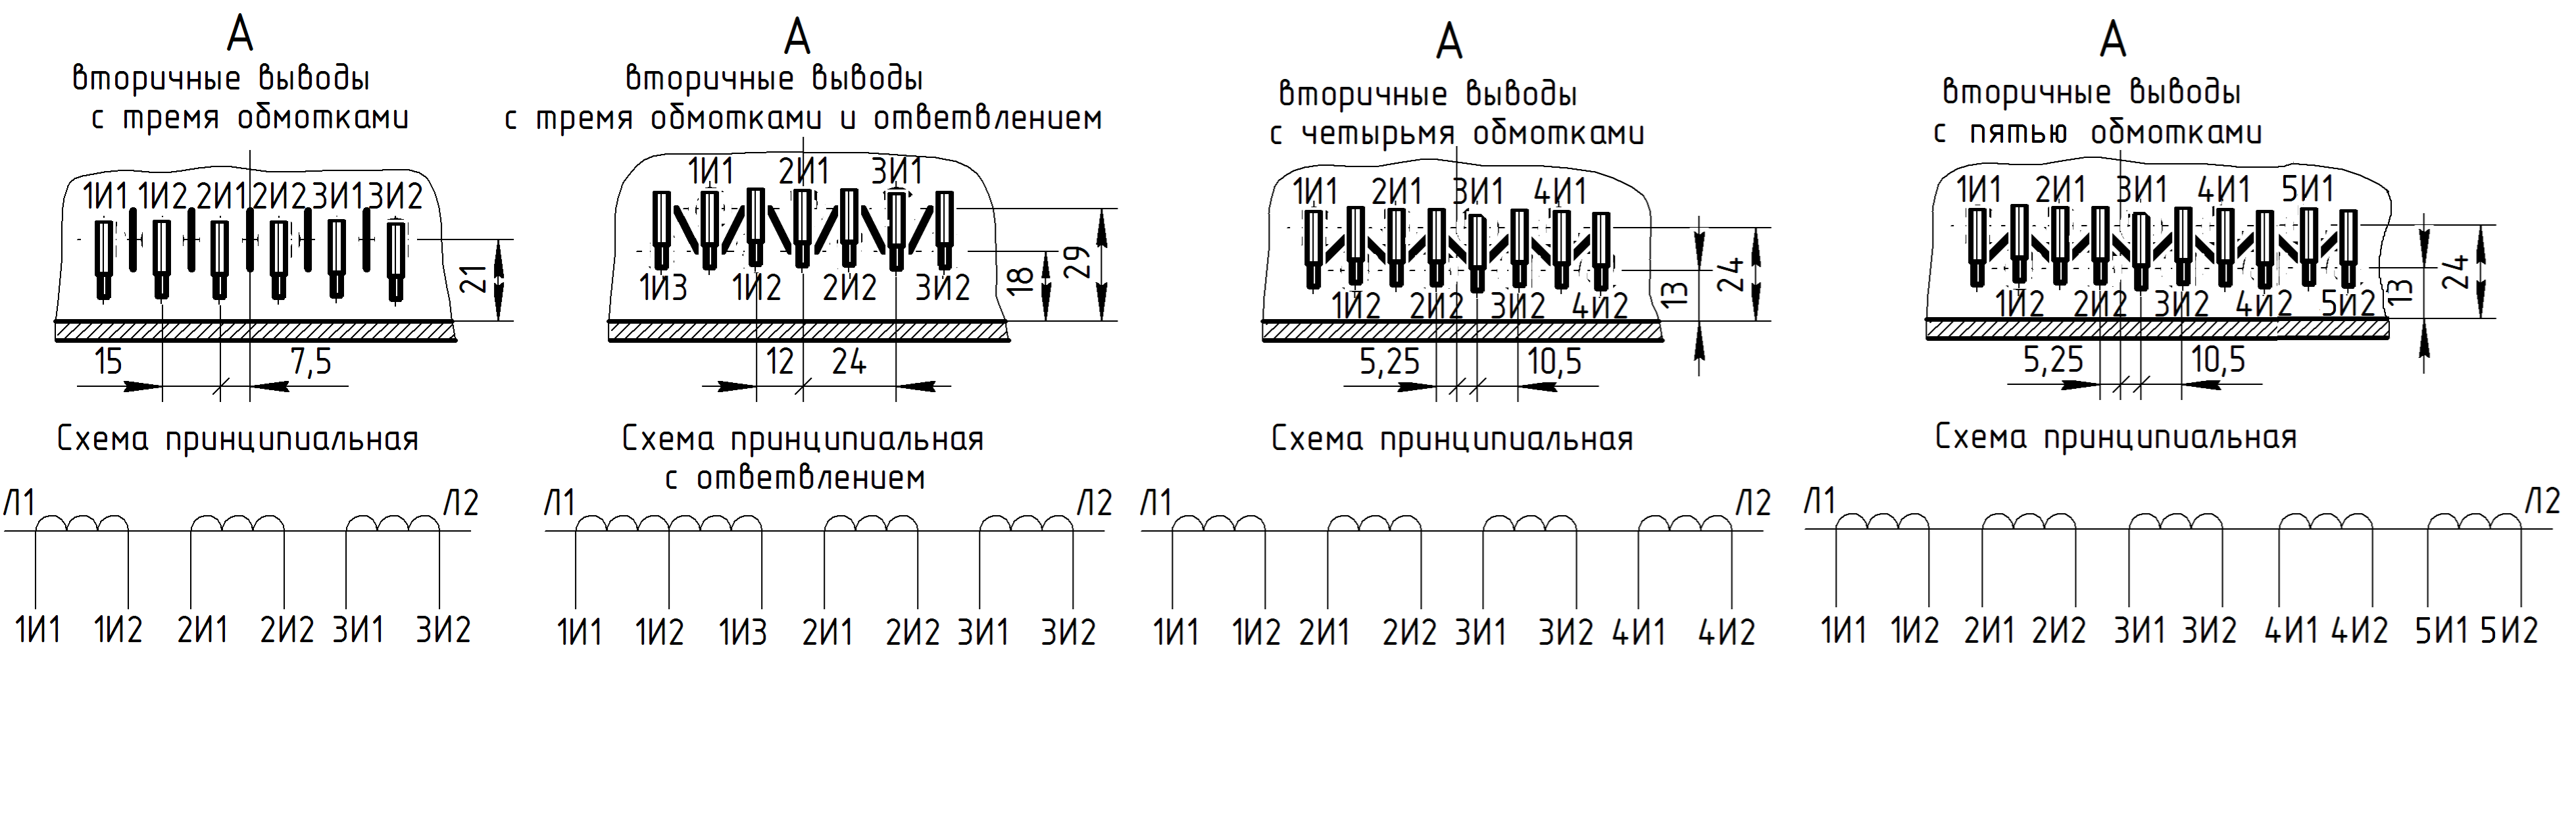 А
вторичные выводы
с тремя обмотками
1И1 1И2 2И1 2И2 3И1 3И2
21
15 7,5
Схема принципиальная
Л1 Л2
1И1 1И2 2И1 2И2 3И1 3И2
А
вторичные выводы
с тремя обмотками и ответвлением
1И1 2И1 3И1
1И3 1И2 2И2 3И2
18 29
12 24
Схема принципиальная
с ответвлением
Л1 Л2
1И1 1И2 1И3 2И1 2И2 3И1 3И2
А
вторичные выводы
с четырьмя обмотками
1И1 2И1 3И1 4И1
1И2 2И2 3И2 4И2
13 24
5,25 10,5
Схема принципиальная
Л1 Л2
1И1 1И2 2И1 2И2 3И1 3И2 4И1 4И2
А
вторичные выводы
с пятью обмотками
1И1 2И1 3И1 4И1 5И1
1И2 2И2 3И2 4И2 5И2
13 24
5,25 10,5
Схема принципиальная
Л1 Л2
1И1 1И2 2И1 2И2 3И1 3И2 4И1 4И2 5И1 5И2